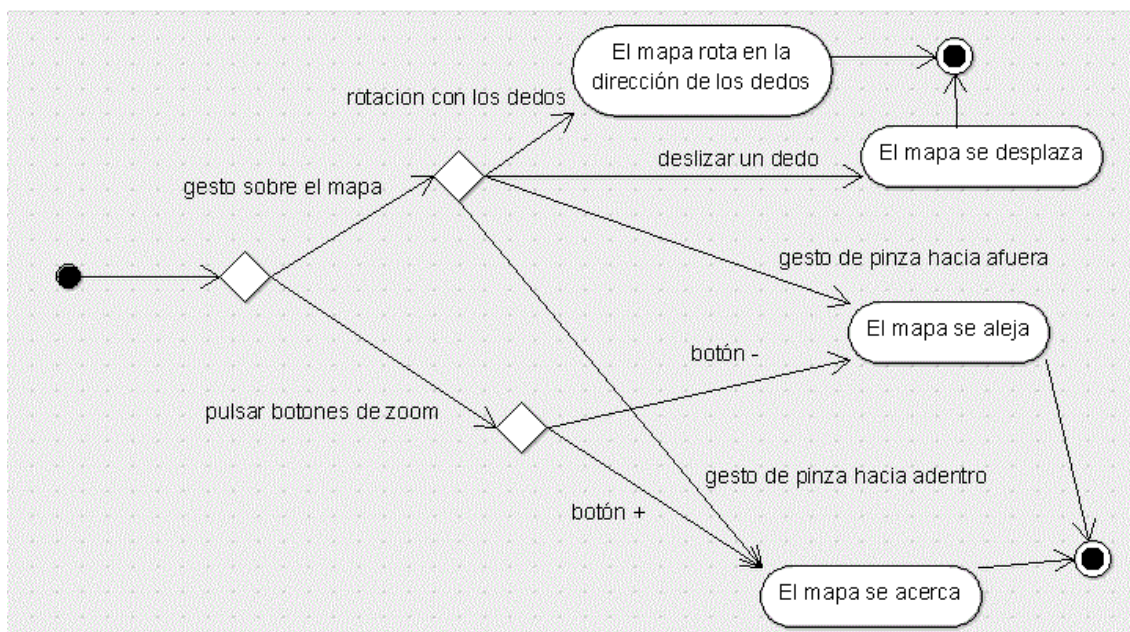 El mapa rota en la
dirección de los dedos
rotacion con los dedos
deslizar un dedo
El mapa se desplaza
gesto sobre el mapa
gesto de pinza hacia afuera
El mapa se aleja
botón -
pulsar botones de zoom
gesto de pinza hacia adentro
botón +
El mapa se acerca